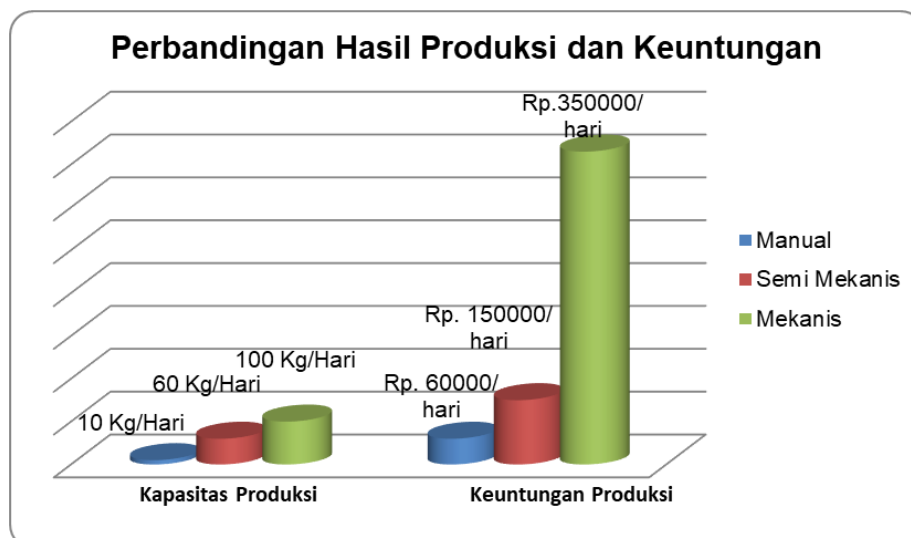 Perbandingan Hasil Produksi dan Keuntungan
Rp.350000/
hari
Rp. 150000/
hari
100 Kg/Hari
60 Kg/Hari
Rp. 60000/
hari
10 Kg/Hari
Manual
Semi Mekanis
Mekanis
Kapasitas Produksi
Keuntungan Produksi